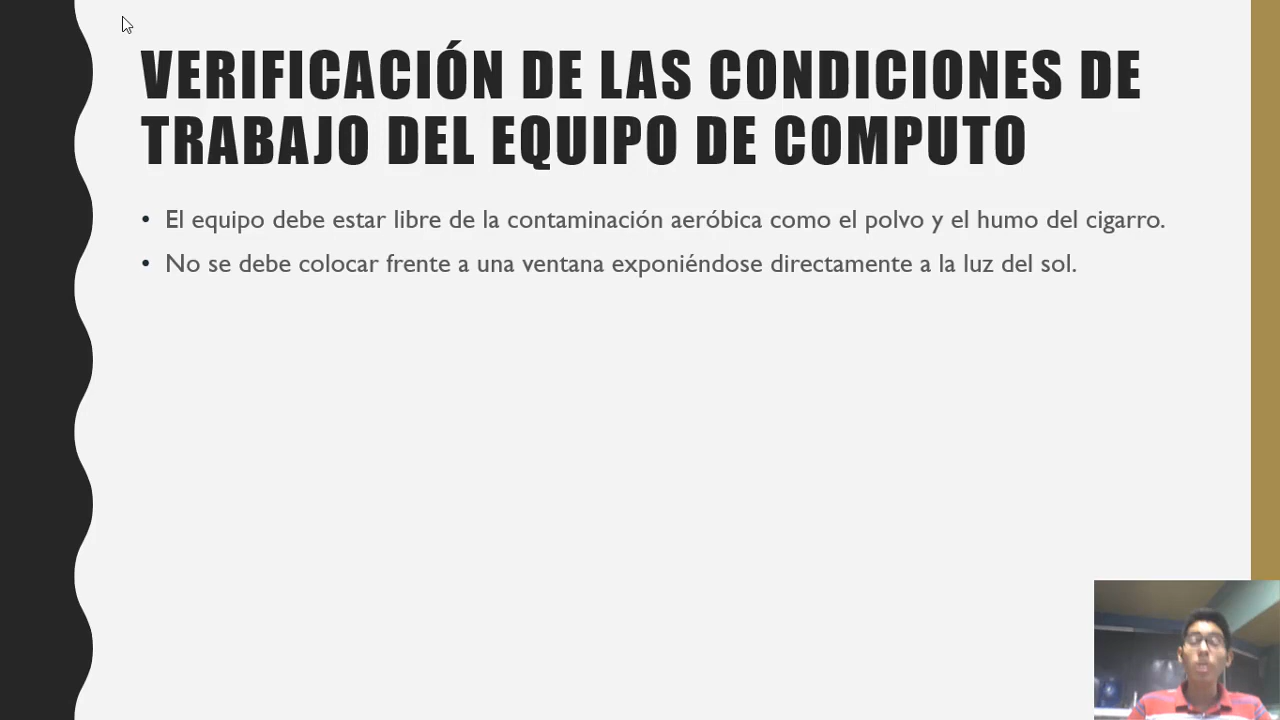 VERIFICACIÓN DE LAS CONDICIONES DE
TRABAJO DEL EQUIPO DE COMPUTO
• El equipo debe estar libre de la contaminación aeróbica como el polvo y el humo del cigarro.
• No se debe colocar frente a una ventana exponiéndose directamente a la luz del sol.